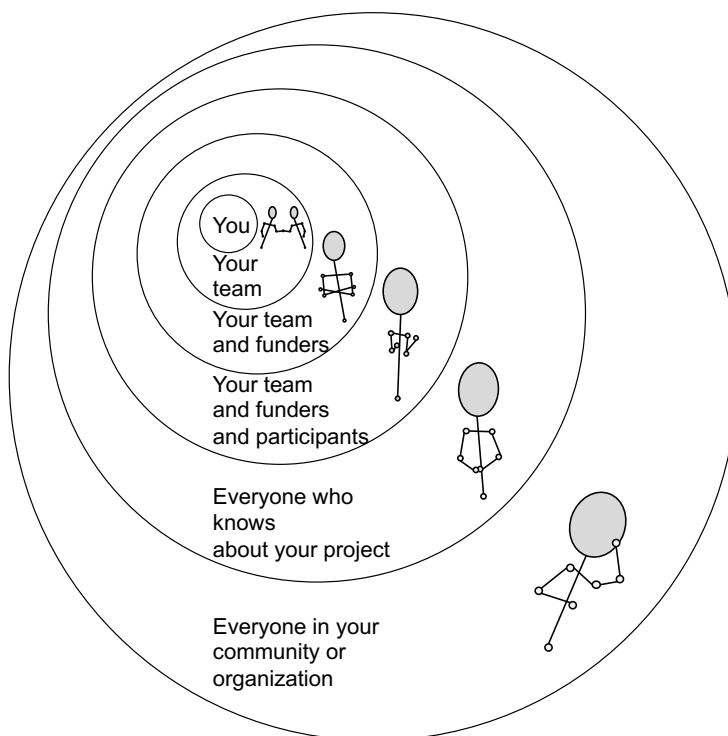 You
Your
team
Your team
and funders
Your team
and funders
and participants
Everyone who
knows
about your project
Everyone in your
community or
organization